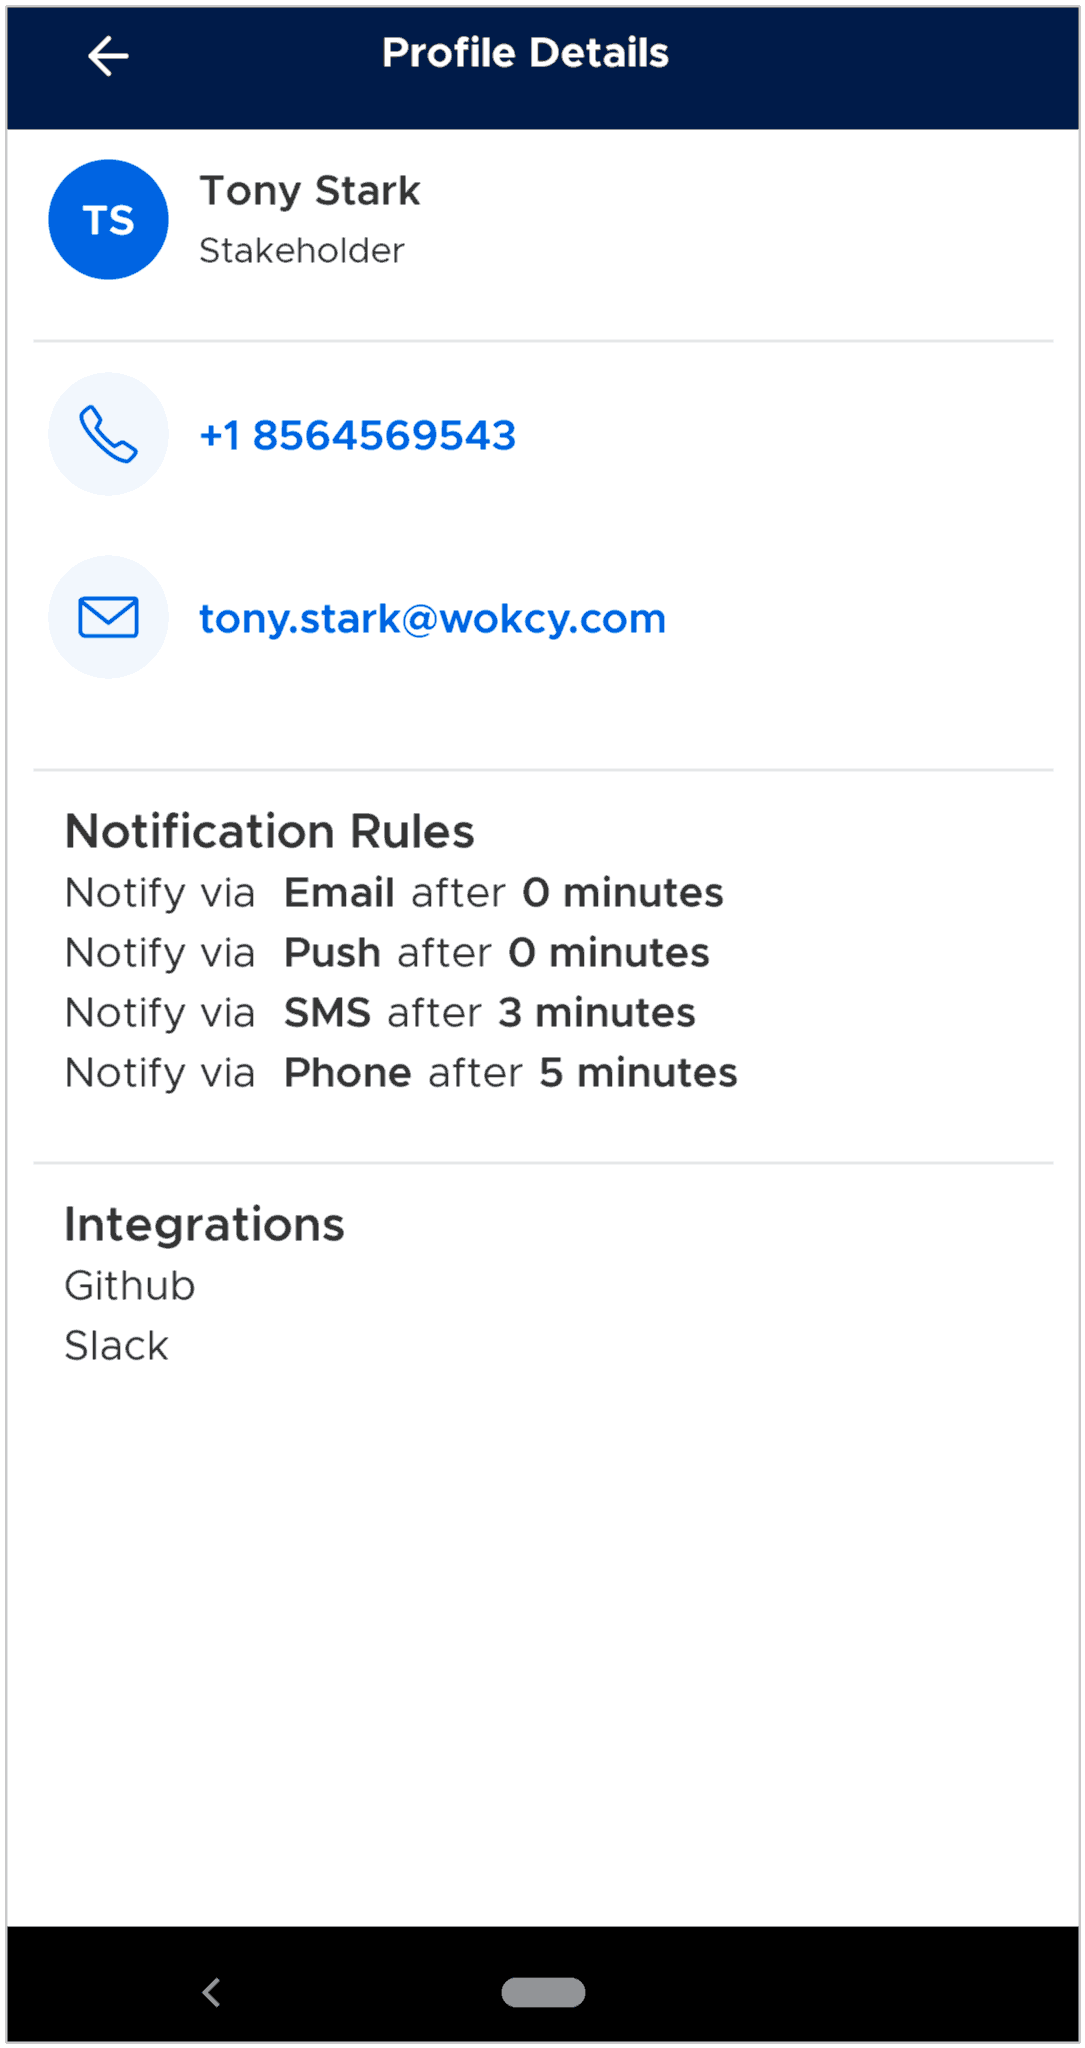 Profile Details
TS
Tony Stark
Stakeholder
+1 8564569543
tony.stark@wokcy.com
Notification Rules
Notify via Email after 0 minutes
Notify via Push after 0 minutes
Notify via SMS after 3 minutes
Notify via Phone after 5 minutes
Integrations
Github
Slack